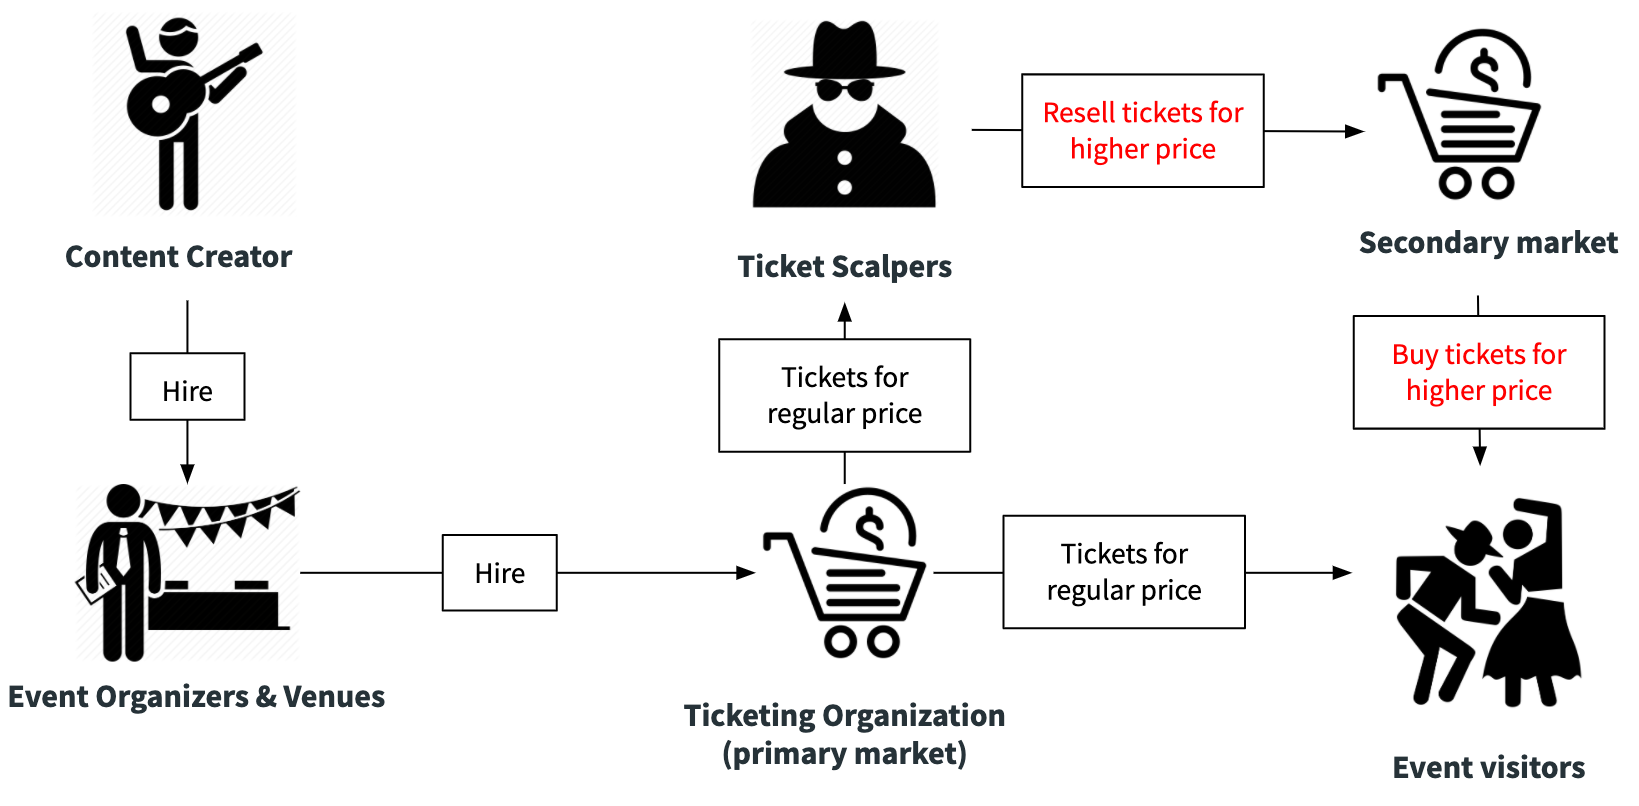 Resell tickets for
higher price
Content Creator
Ticket Scalpers
Secondary market
Hire
Tickets for
regular price
Buy tickets for
higher price
Hire
Tickets for
regular price
Event Organizers & Venues
Ticketing Organization
(primary market)
Event visitors